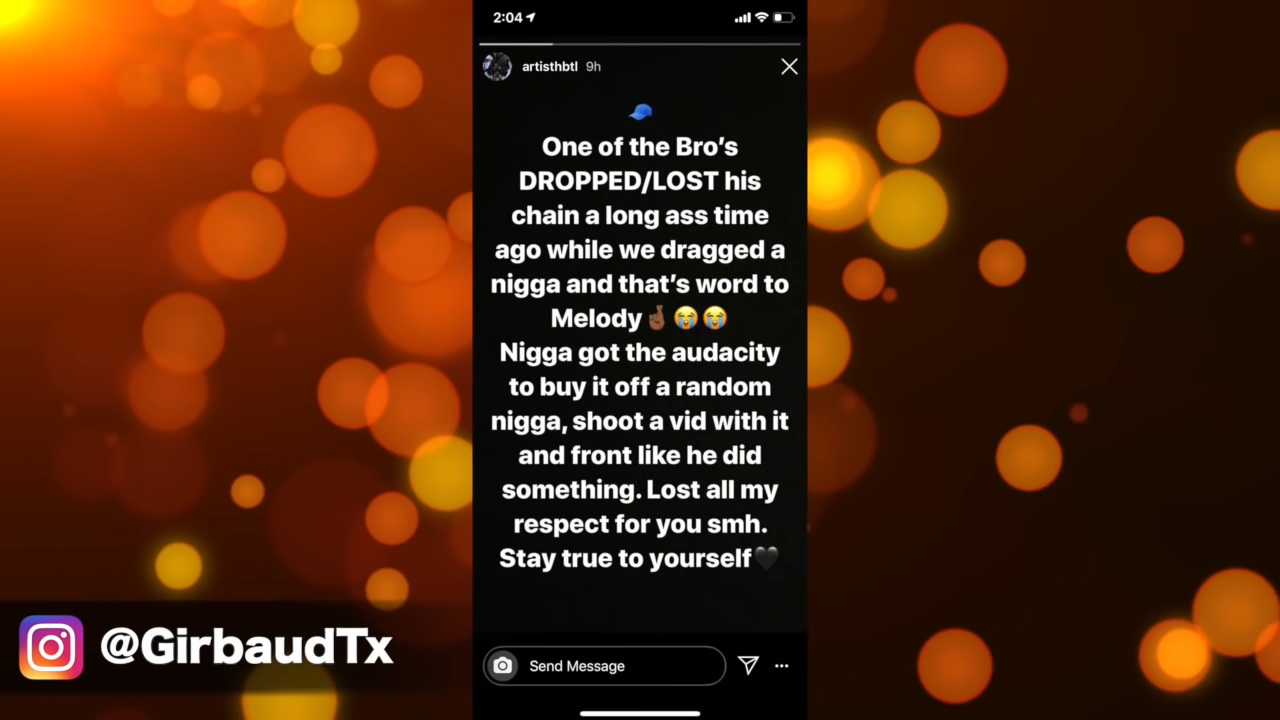 2:04
artisthbtl 9h
🧢
One of the Bro's
DROPPED/LOST his
chain a long ass time
ago while we dragged a
nigga and that's word to
Melody🤞🏾😭😭
Nigga got the audacity
to buy it off a random
nigga, shoot a vid with it
and front like he did
something. Lost all my
respect for you smh.
Stay true to yourself🖤
@GirbaudTx
Send Message